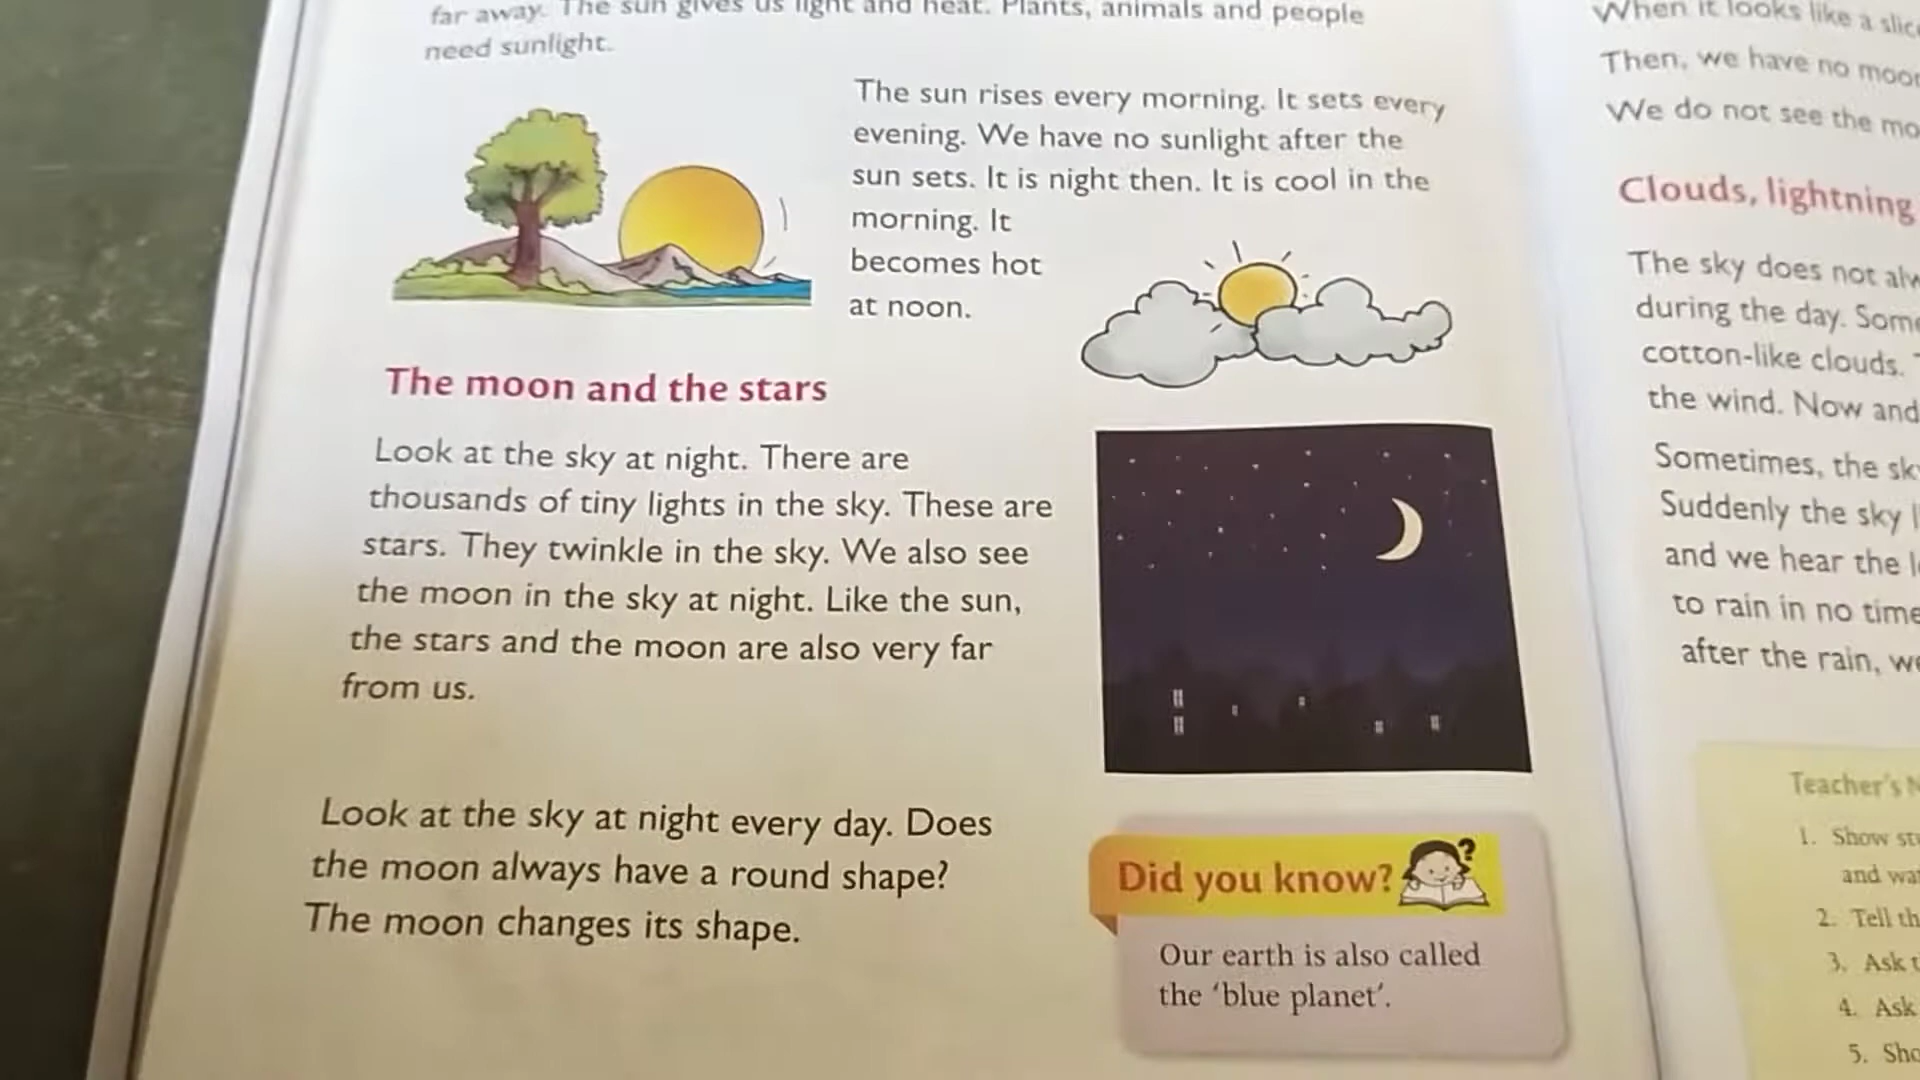 far away. The sun gives us light and heat. Plants, animals and people
need sunlight.
The sun rises every morning. It sets every
evening. We have no sunlight after the
sun sets. It is night then. It is cool in the
morning. It
becomes hot
at noon.
The moon and the stars
Look at the sky at night. There are
thousands of tiny lights in the sky. These are
stars. They twinkle in the sky. We also see
the moon in the sky at night. Like the sun,
the stars and the moon are also very far
from us.
Look at the sky at night every day. Does
the moon always have a round shape?
The moon changes its shape.
Did you know?
?
Our earth is also called
the ‘blue planet’.
When it looks like a
Then, we have no
We do not see the
Clouds, lightning
The sky does not
during the day.
cotton-like clouds.
the wind. Now and
Sometimes, the
Suddenly the sky
and we hear the
to rain in no time
after the rain,
Teacher's
1. Show
and
2. Tell
3. Ask
4. Ask
5.